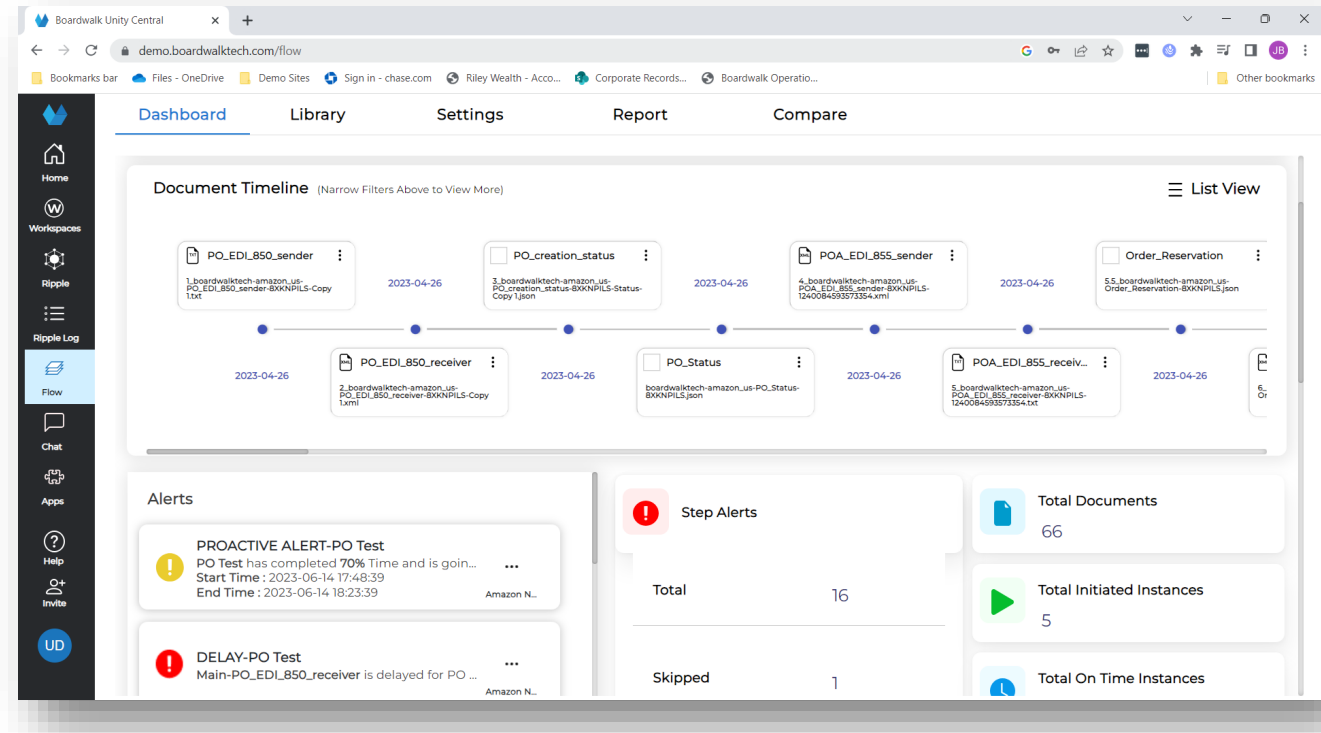 Boardwalk Unity Central
demo.boardwalktech.com/flow
JB
Bookmarks bar Files - OneDrive Demo Sites Sign in - chase.com Riley Wealth - Acco... Corporate Records... Boardwalk Operatio... Other bookmarks
Dashboard Library Settings Report Compare
Home
Workspaces
Ripple
Ripple Log
Flow
Chat
Apps
Help
Invite
UD
Document Timeline (Narrow Filters Above to View More)
List View
TXT PO_EDI_850_sender
1_boardwalktech-amazon_us-
PO_EDI_850_sender-8XKNPILS-Copy
1.txt
2023-04-26
PO_creation_status
3_boardwalktech-amazon_us-
PO_creation_status-8XKNPILS-Status-
Copy 1.json
2023-04-26
XML POA_EDI_855_sender
4_boardwalktech-amazon_us-
POA_EDI_855_sender-8XKNPILS-
1240084593573354.xml
2023-04-26
Order_Reservation
5.5_boardwalktech-amazon_us-
Order_Reservation-8XKNPILS.json
2023-04-26
XML PO_EDI_850_receiver
2_boardwalktech-amazon_us-
PO_EDI_850_receiver-8XKNPILS-Copy
1.xml
2023-04-26
PO_Status
boardwalktech-amazon_us-PO_Status-
8XKNPILS.json
2023-04-26
TXT POA_EDI_855_receiv...
5_boardwalktech-amazon_us-
POA_EDI_855_receiver-8XKNPILS-
1240084593573354.txt
2023-04-26
6_
Or
Alerts
PROACTIVE ALERT-PO Test
PO Test has completed 70% Time and is goin...
Start Time : 2023-06-14 17:48:39
End Time : 2023-06-14 18:23:39
Amazon N...
DELAY-PO Test
Main-PO_EDI_850_receiver is delayed for PO ...
Amazon N...
Step Alerts
Total 16
Skipped 1
Total Documents
66
Total Initiated Instances
5
Total On Time Instances